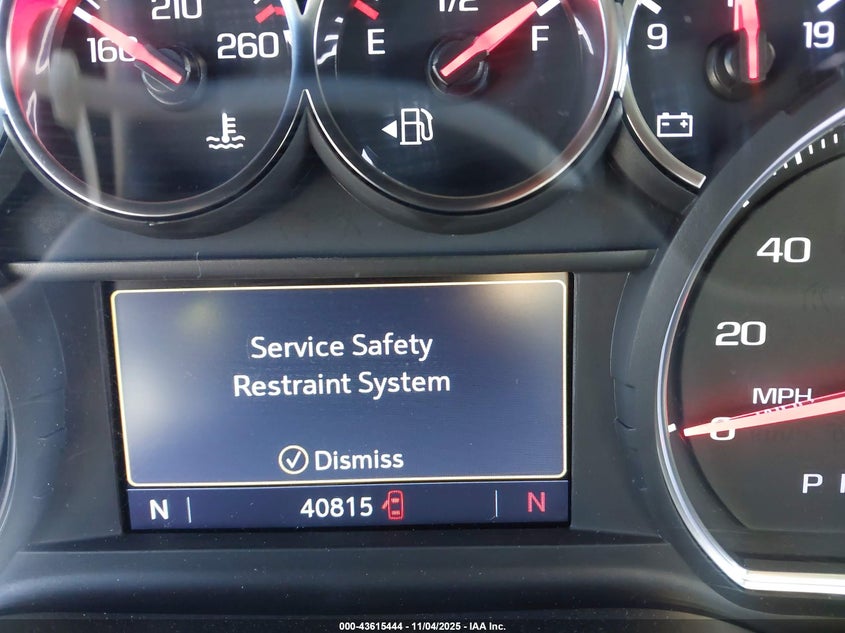 210
160
260
1/2
E
F
9
19
40
20
MPH
0
P
Service Safety
Restraint System
Dismiss
N
40815
N
000-43615444 - 11/04/2025 - IAA Inc.